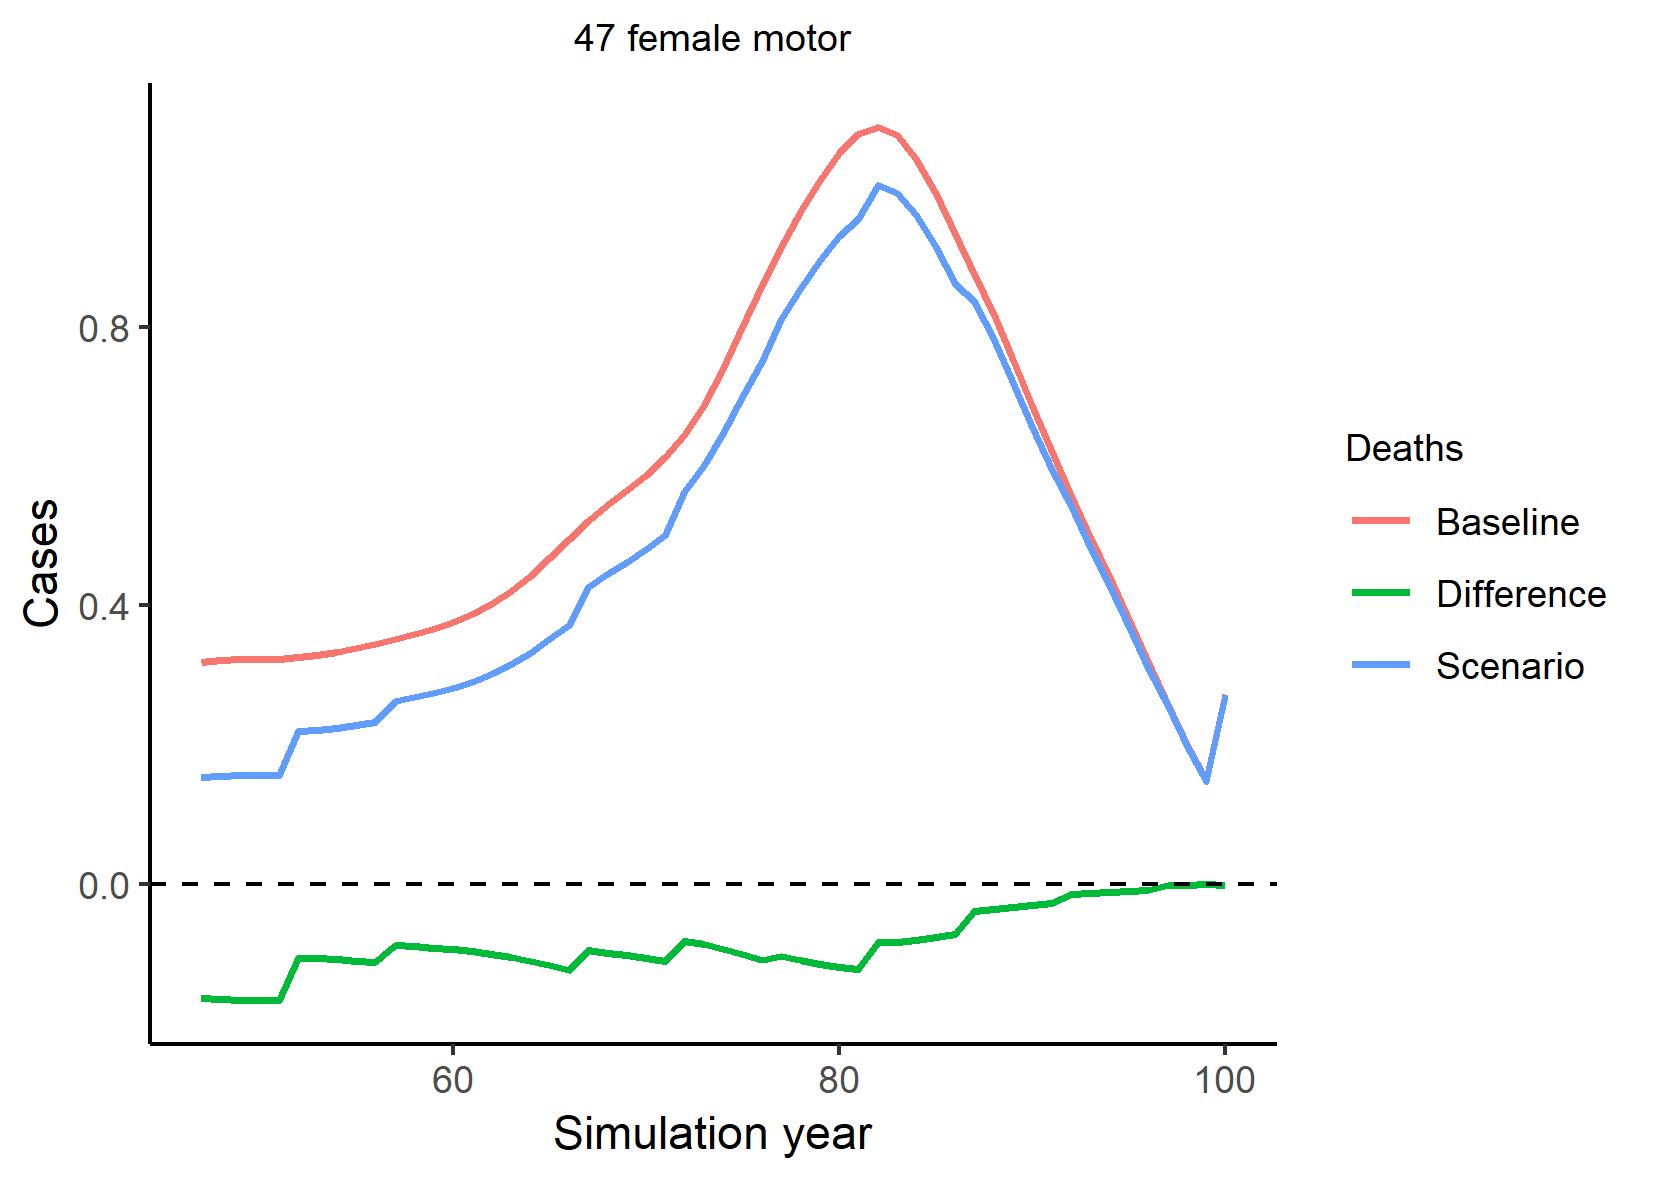 47 female motor
Cases
0.8
0.4
0.0
60 80 100
Simulation year
Deaths
Baseline
Difference
Scenario